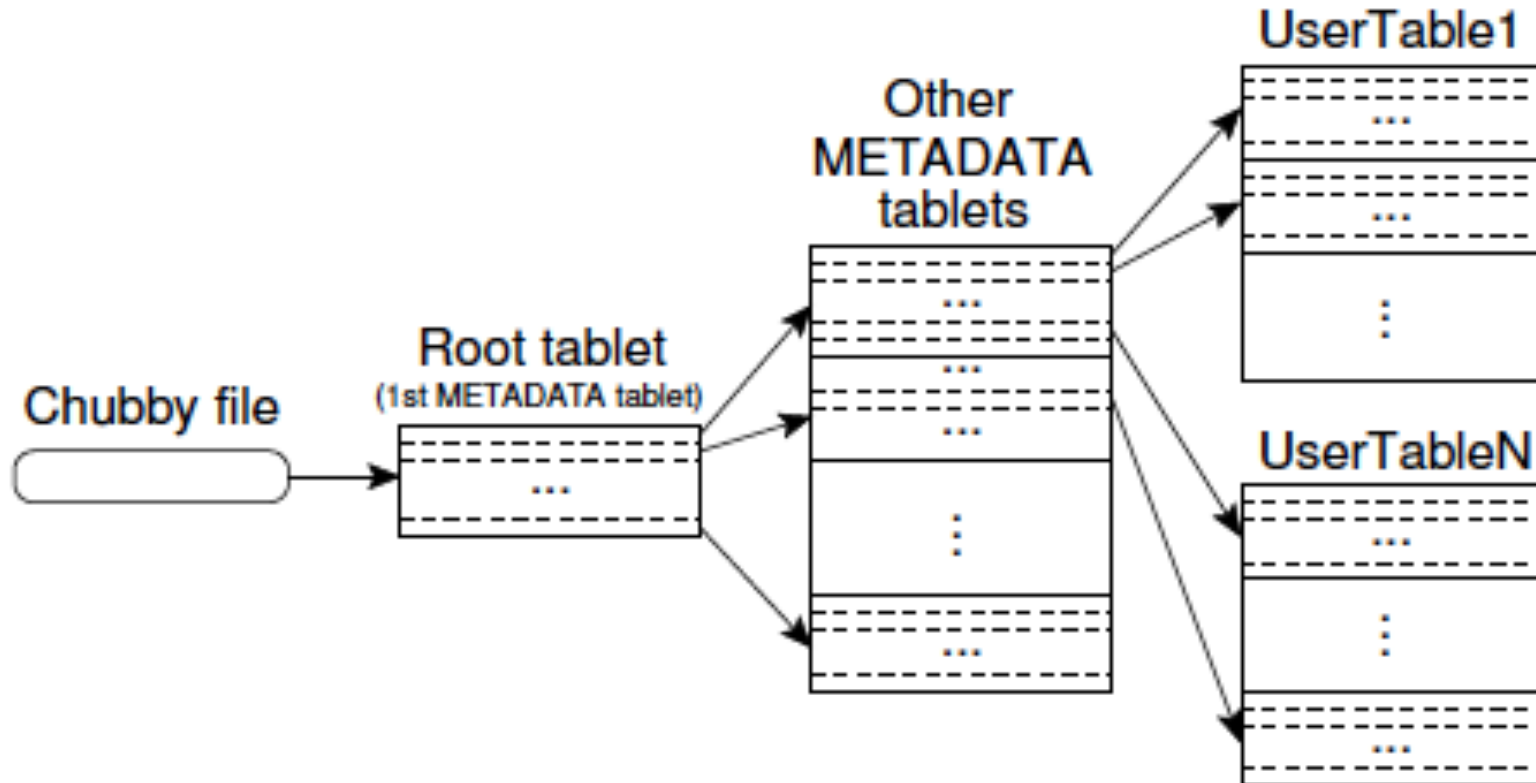 UserTable1
...
...
Other
METADATA
tablets
...
...
...
...
Root tablet
(1st METADATA tablet)
...
Chubby file
UserTableN
...
...